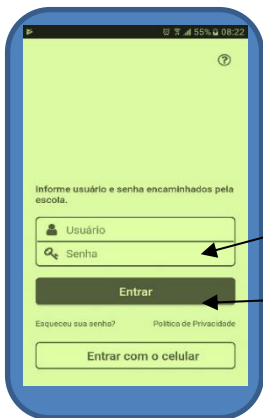 55% 08:22
Informe usuário e senha encaminhados pela
escola.
Usuário
Senha
Entrar
Esqueceu sua senha? Política de Privacidade
Entrar com o celular